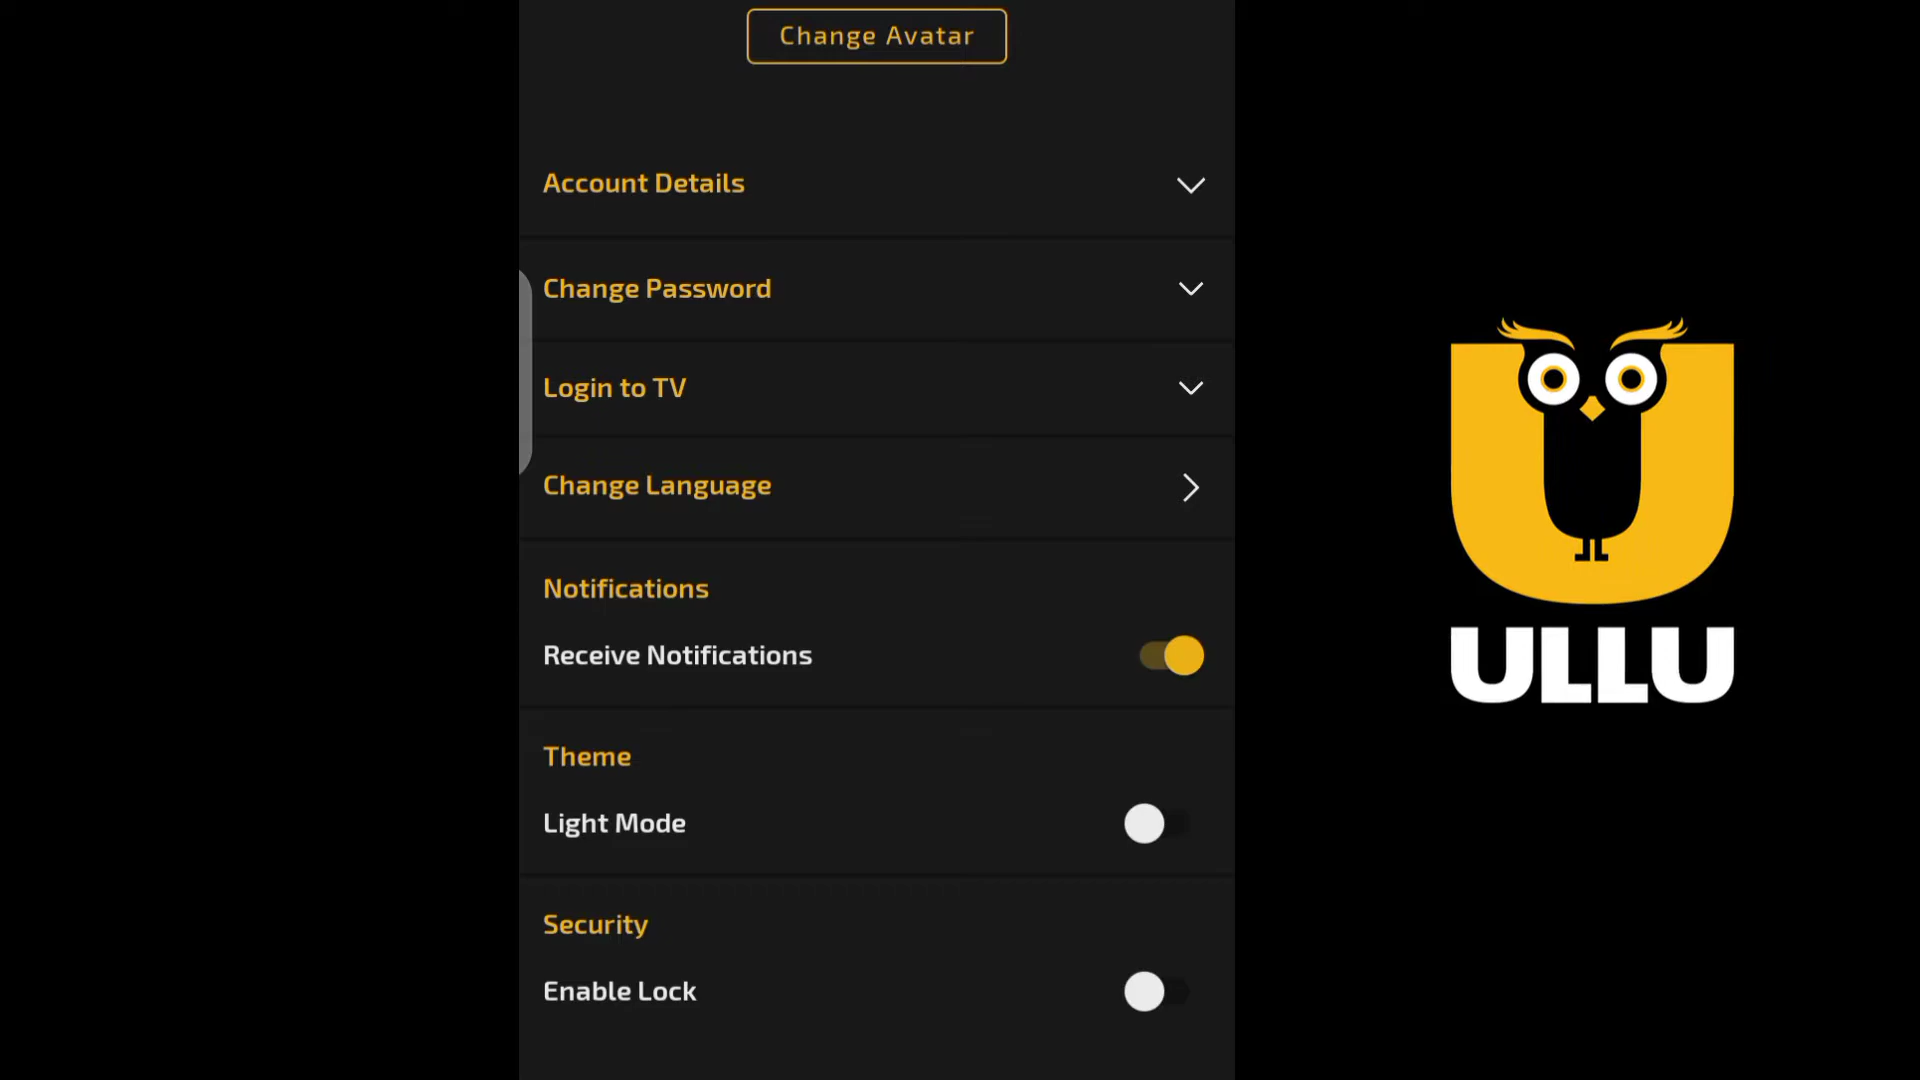 Change Avatar
Account Details
Change Password
Login to TV
Change Language
Notifications
Receive Notifications
Theme
Light Mode
Security
Enable Lock
ULLU